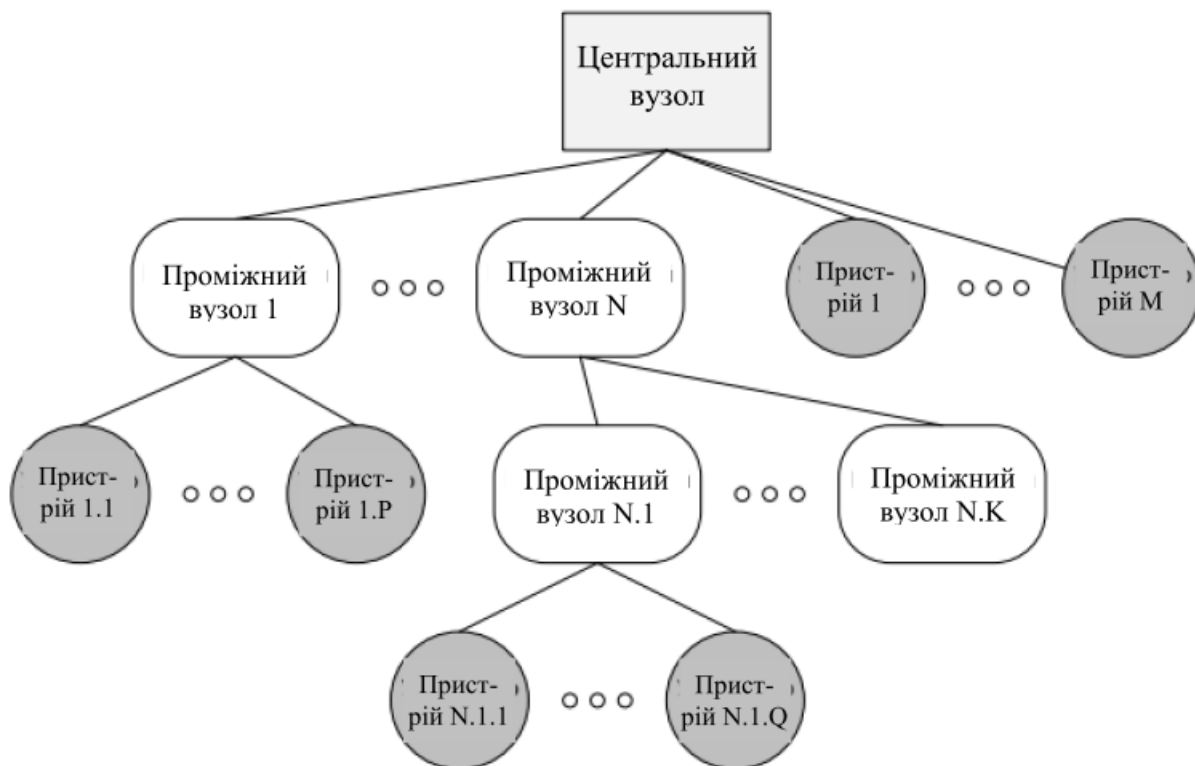 Центральний
вузол
Проміжний
вузол 1
Проміжний
вузол N
Прист-
рій 1
Прист-
рій M
Прист-
рій 1.1
Прист-
рій 1.P
Проміжний
вузол N.1
Проміжний
вузол N.K
Прист-
рій N.1.1
Прист-
рій N.1.Q